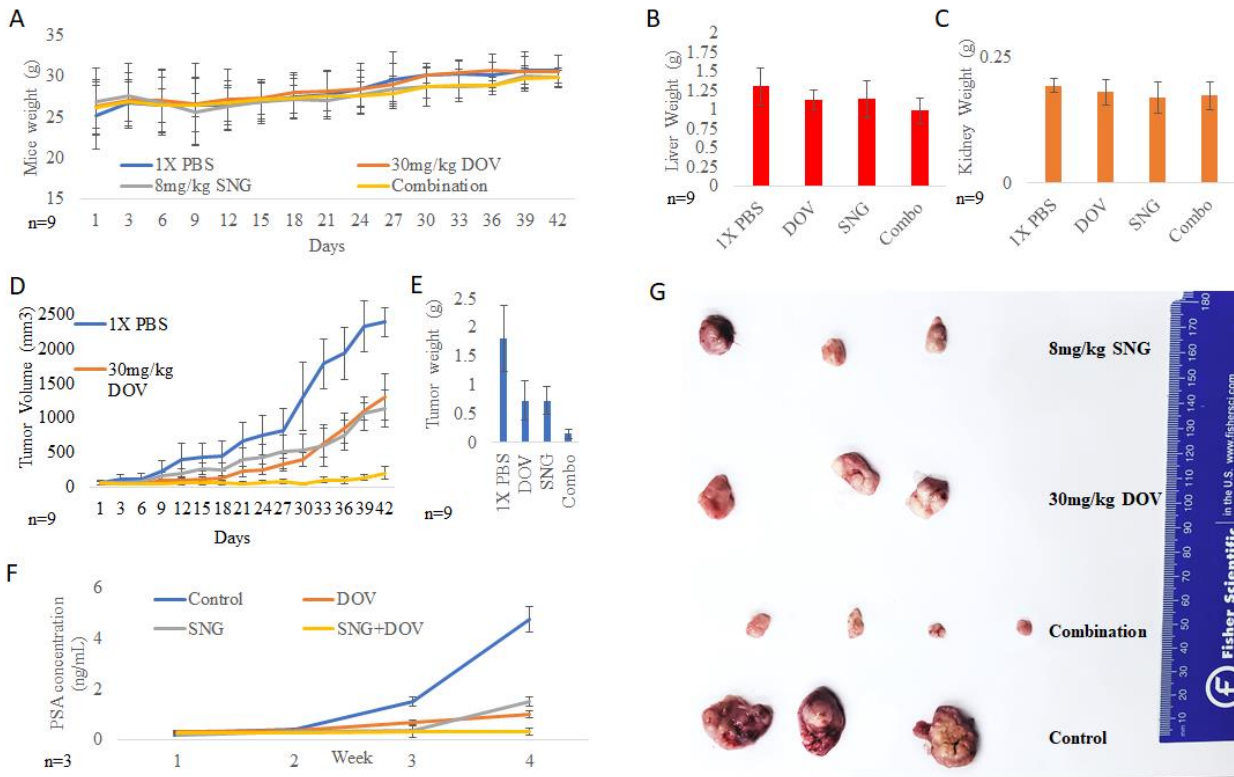 A
Mice weight (g)
35
30
25
20
15
1X PBS
30mg/kg DOV
8mg/kg SNG
Combination
n=9
1 3 6 9 12 15 18 21 24 27 30 33 36 39 42
Days
B
Liver Weight (g)
2
1.75
1.5
1.25
1
0.75
0.5
0.25
0
n=9
1X PBS
DOV
SNG
Combo
C
Kidney Weight (g)
0.25
0
n=9
1X PBS
DOV
SNG
Combo
D
Tumor Volume (mm3)
2500
2000
1500
1000
500
0
1X PBS
30mg/kg
DOV
n=9
1 3 6 9 12 15 18 21 24 27 30 33 36 39 42
Days
E
Tumor weight (g)
2.5
2
1.5
1
0.5
0
n=9
1X PBS
DOV
SNG
Combo
F
PSA concentration
(ng/mL)
6
4
2
0
Control
DOV
SNG
SNG+DOV
n=3
1 2 3 4
Week
G
8mg/kg SNG
30mg/kg DOV
Combination
Control
mm 10 20 30 40 50 60 70 80 90 100 110 120 130 140 150 160 170 180
180
Fisher Scientific
in the U.S. www.fishersci.com